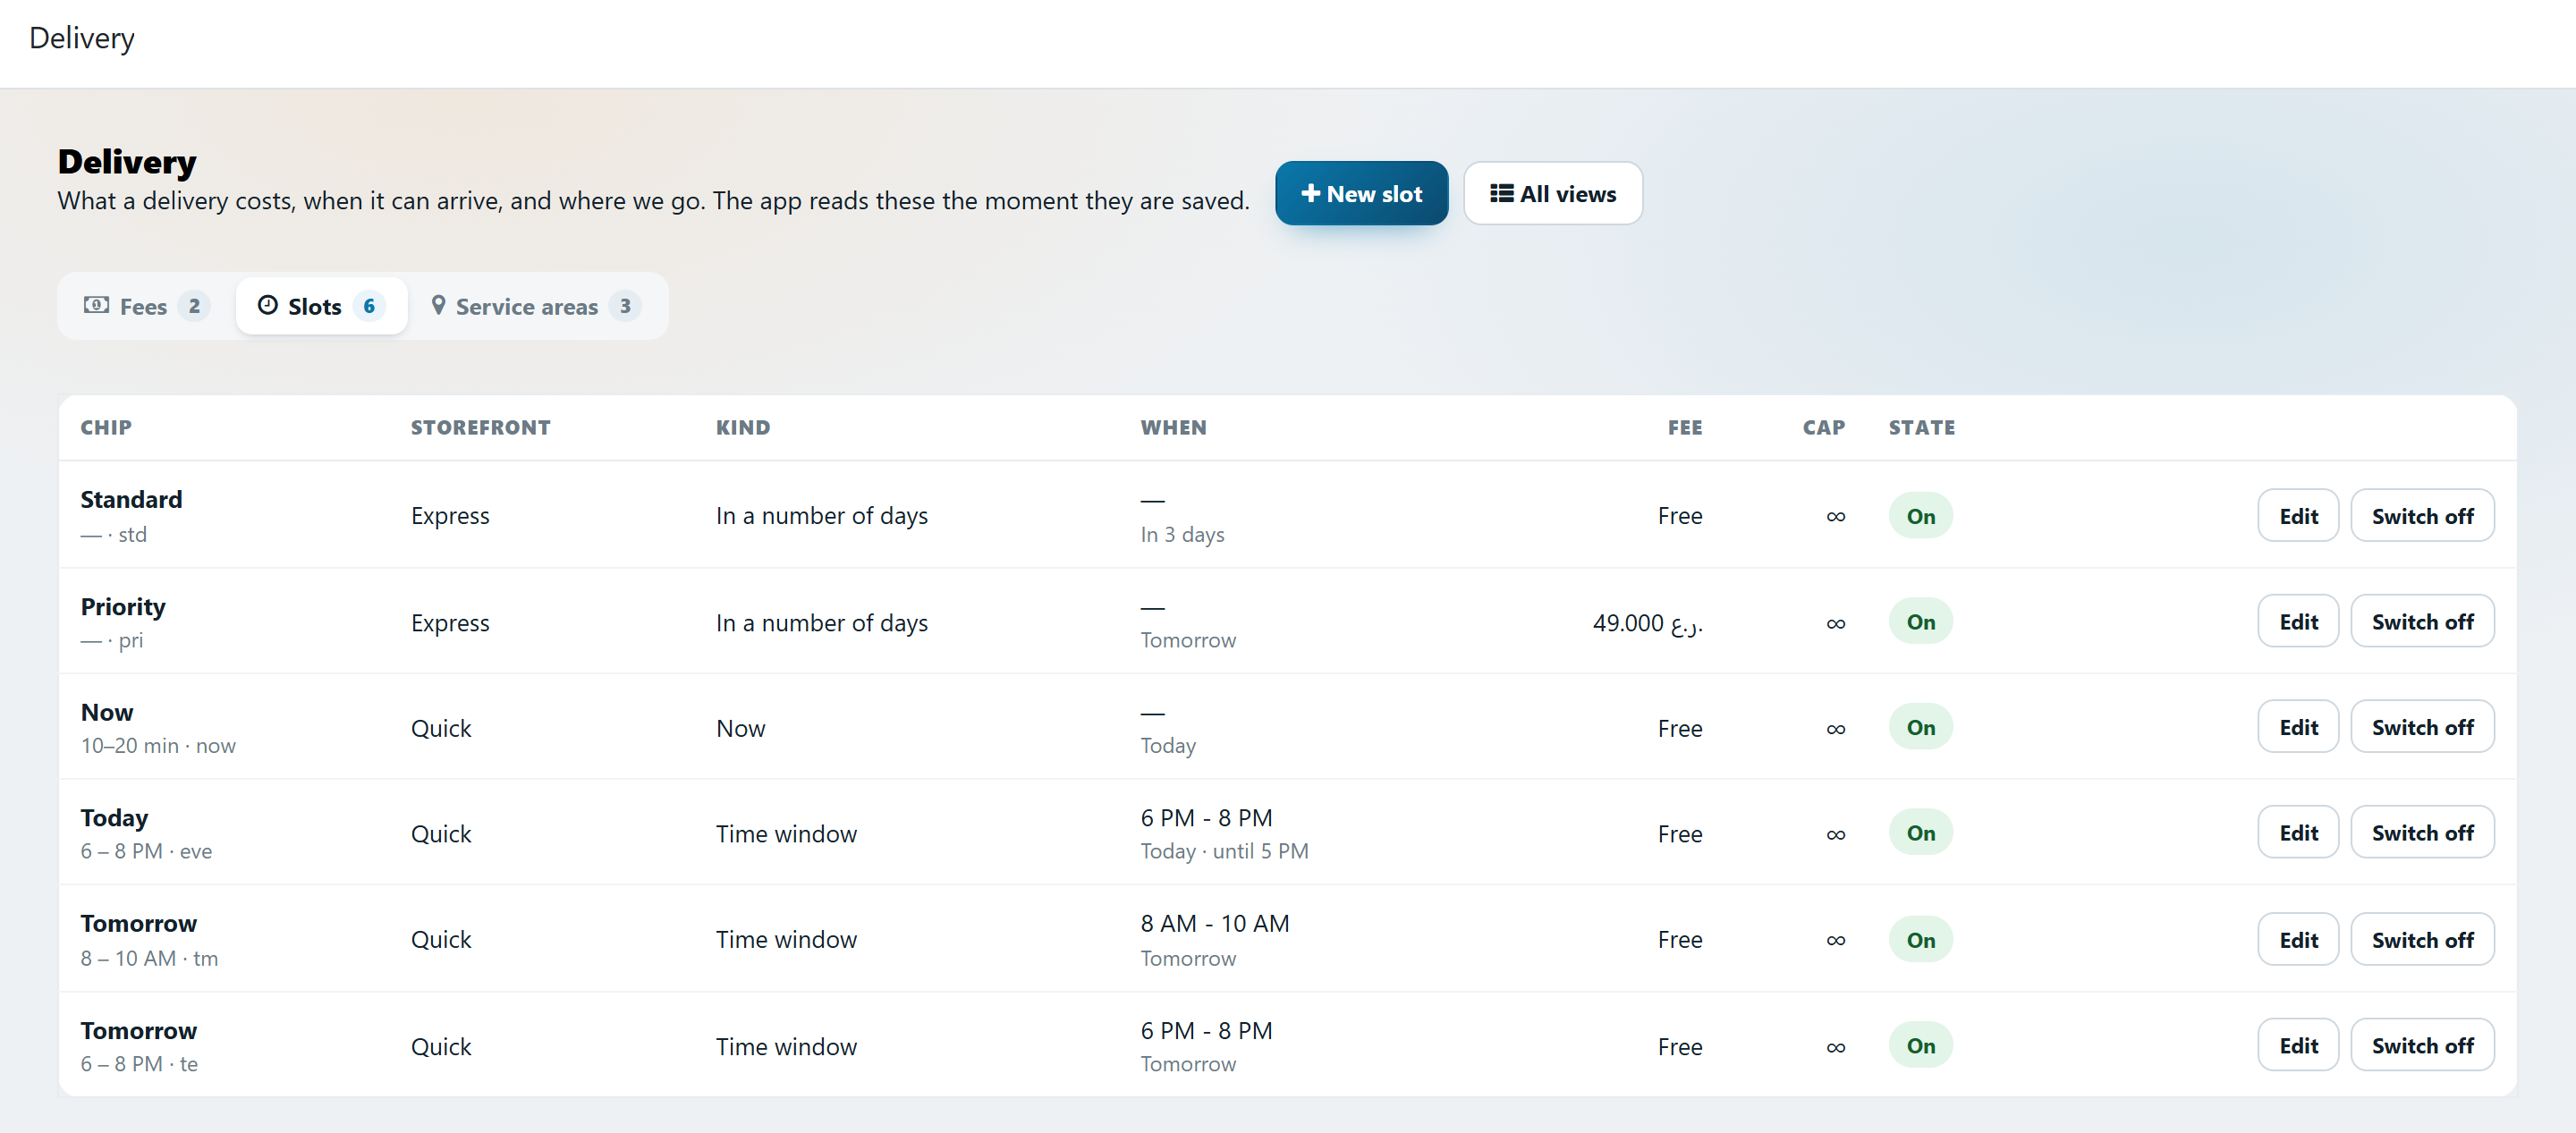 Delivery
Delivery
What a delivery costs, when it can arrive, and where we go. The app reads these the moment they are saved.
New slot
All views
Fees 2
Slots 6
Service areas 3
CHIP STOREFRONT KIND WHEN FEE CAP STATE
Standard
— · std
Express
In a number of days
—
In 3 days
Free
∞
On
Edit
Switch off
Priority
— · pri
Express
In a number of days
—
Tomorrow
49.000 ر.ع.
∞
On
Edit
Switch off
Now
10–20 min · now
Quick
Now
—
Today
Free
∞
On
Edit
Switch off
Today
6 – 8 PM · eve
Quick
Time window
6 PM - 8 PM
Today · until 5 PM
Free
∞
On
Edit
Switch off
Tomorrow
8 – 10 AM · tm
Quick
Time window
8 AM - 10 AM
Tomorrow
Free
∞
On
Edit
Switch off
Tomorrow
6 – 8 PM · te
Quick
Time window
6 PM - 8 PM
Tomorrow
Free
∞
On
Edit
Switch off